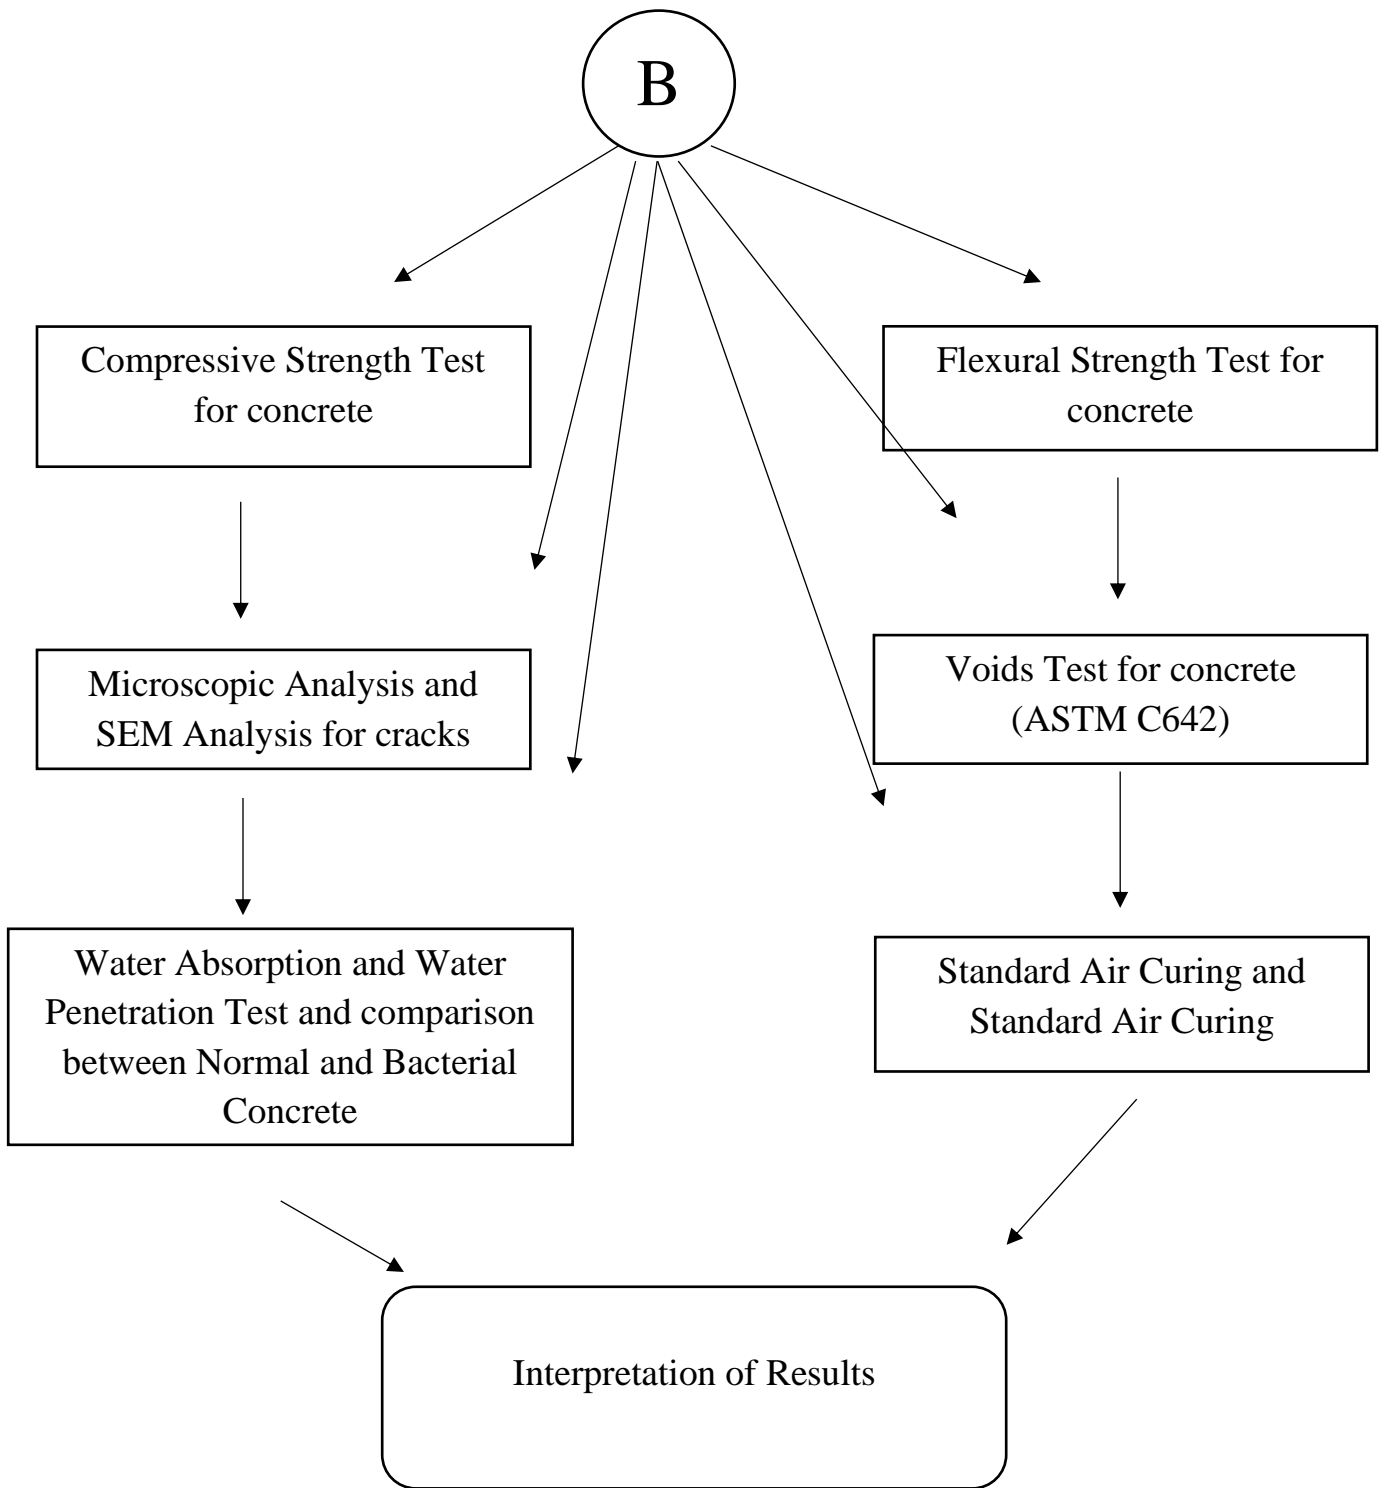 B
Compressive Strength Test
for concrete
Flexural Strength Test for
concrete
Microscopic Analysis and
SEM Analysis for cracks
Voids Test for concrete
(ASTM C642)
Water Absorption and Water
Penetration Test and comparison
between Normal and Bacterial
Concrete
Standard Air Curing and
Standard Air Curing
Interpretation of Results